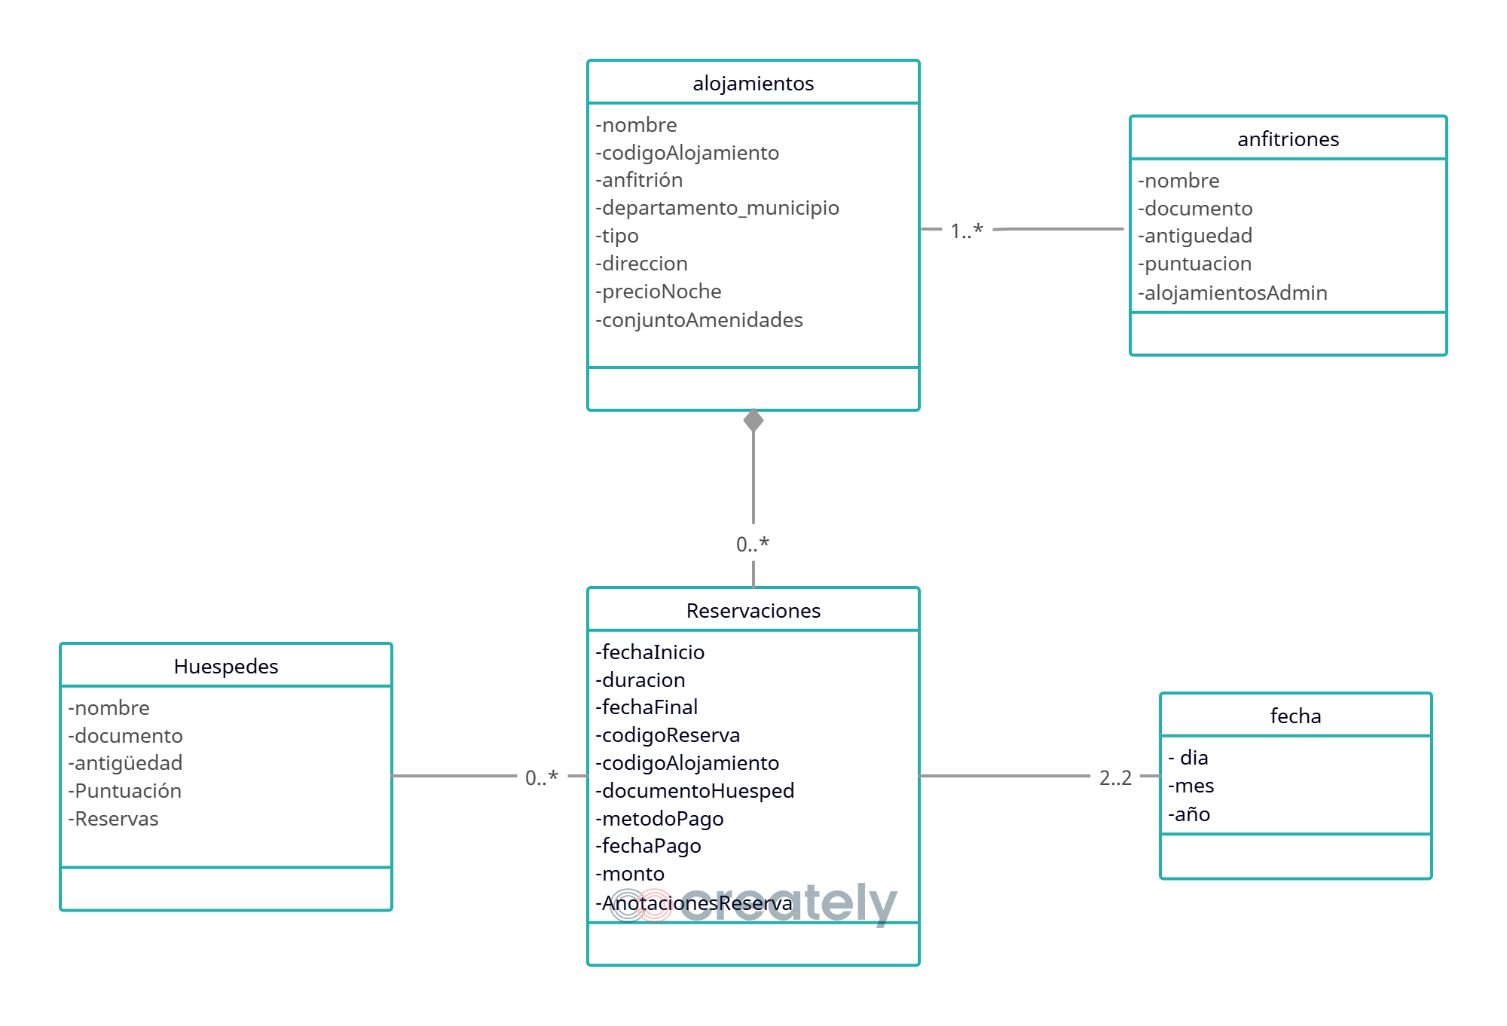 alojamientos
-nombre
-codigoAlojamiento
-anfitrión
-departamento_municipio
-tipo
-direccion
-precioNoche
-conjuntoAmenidades
1..*
anfitriones
-nombre
-documento
-antiguedad
-puntuacion
-alojamientosAdmin
0..*
Huespedes
-nombre
-documento
-antigüedad
-Puntuación
-Reservas
0..*
Reservaciones
-fechaInicio
-duracion
-fechaFinal
-codigoReserva
-codigoAlojamiento
-documentoHuesped
-metodoPago
-fechaPago
-monto
-AnotacionesReserva
creately
2..2
fecha
- dia
-mes
-año